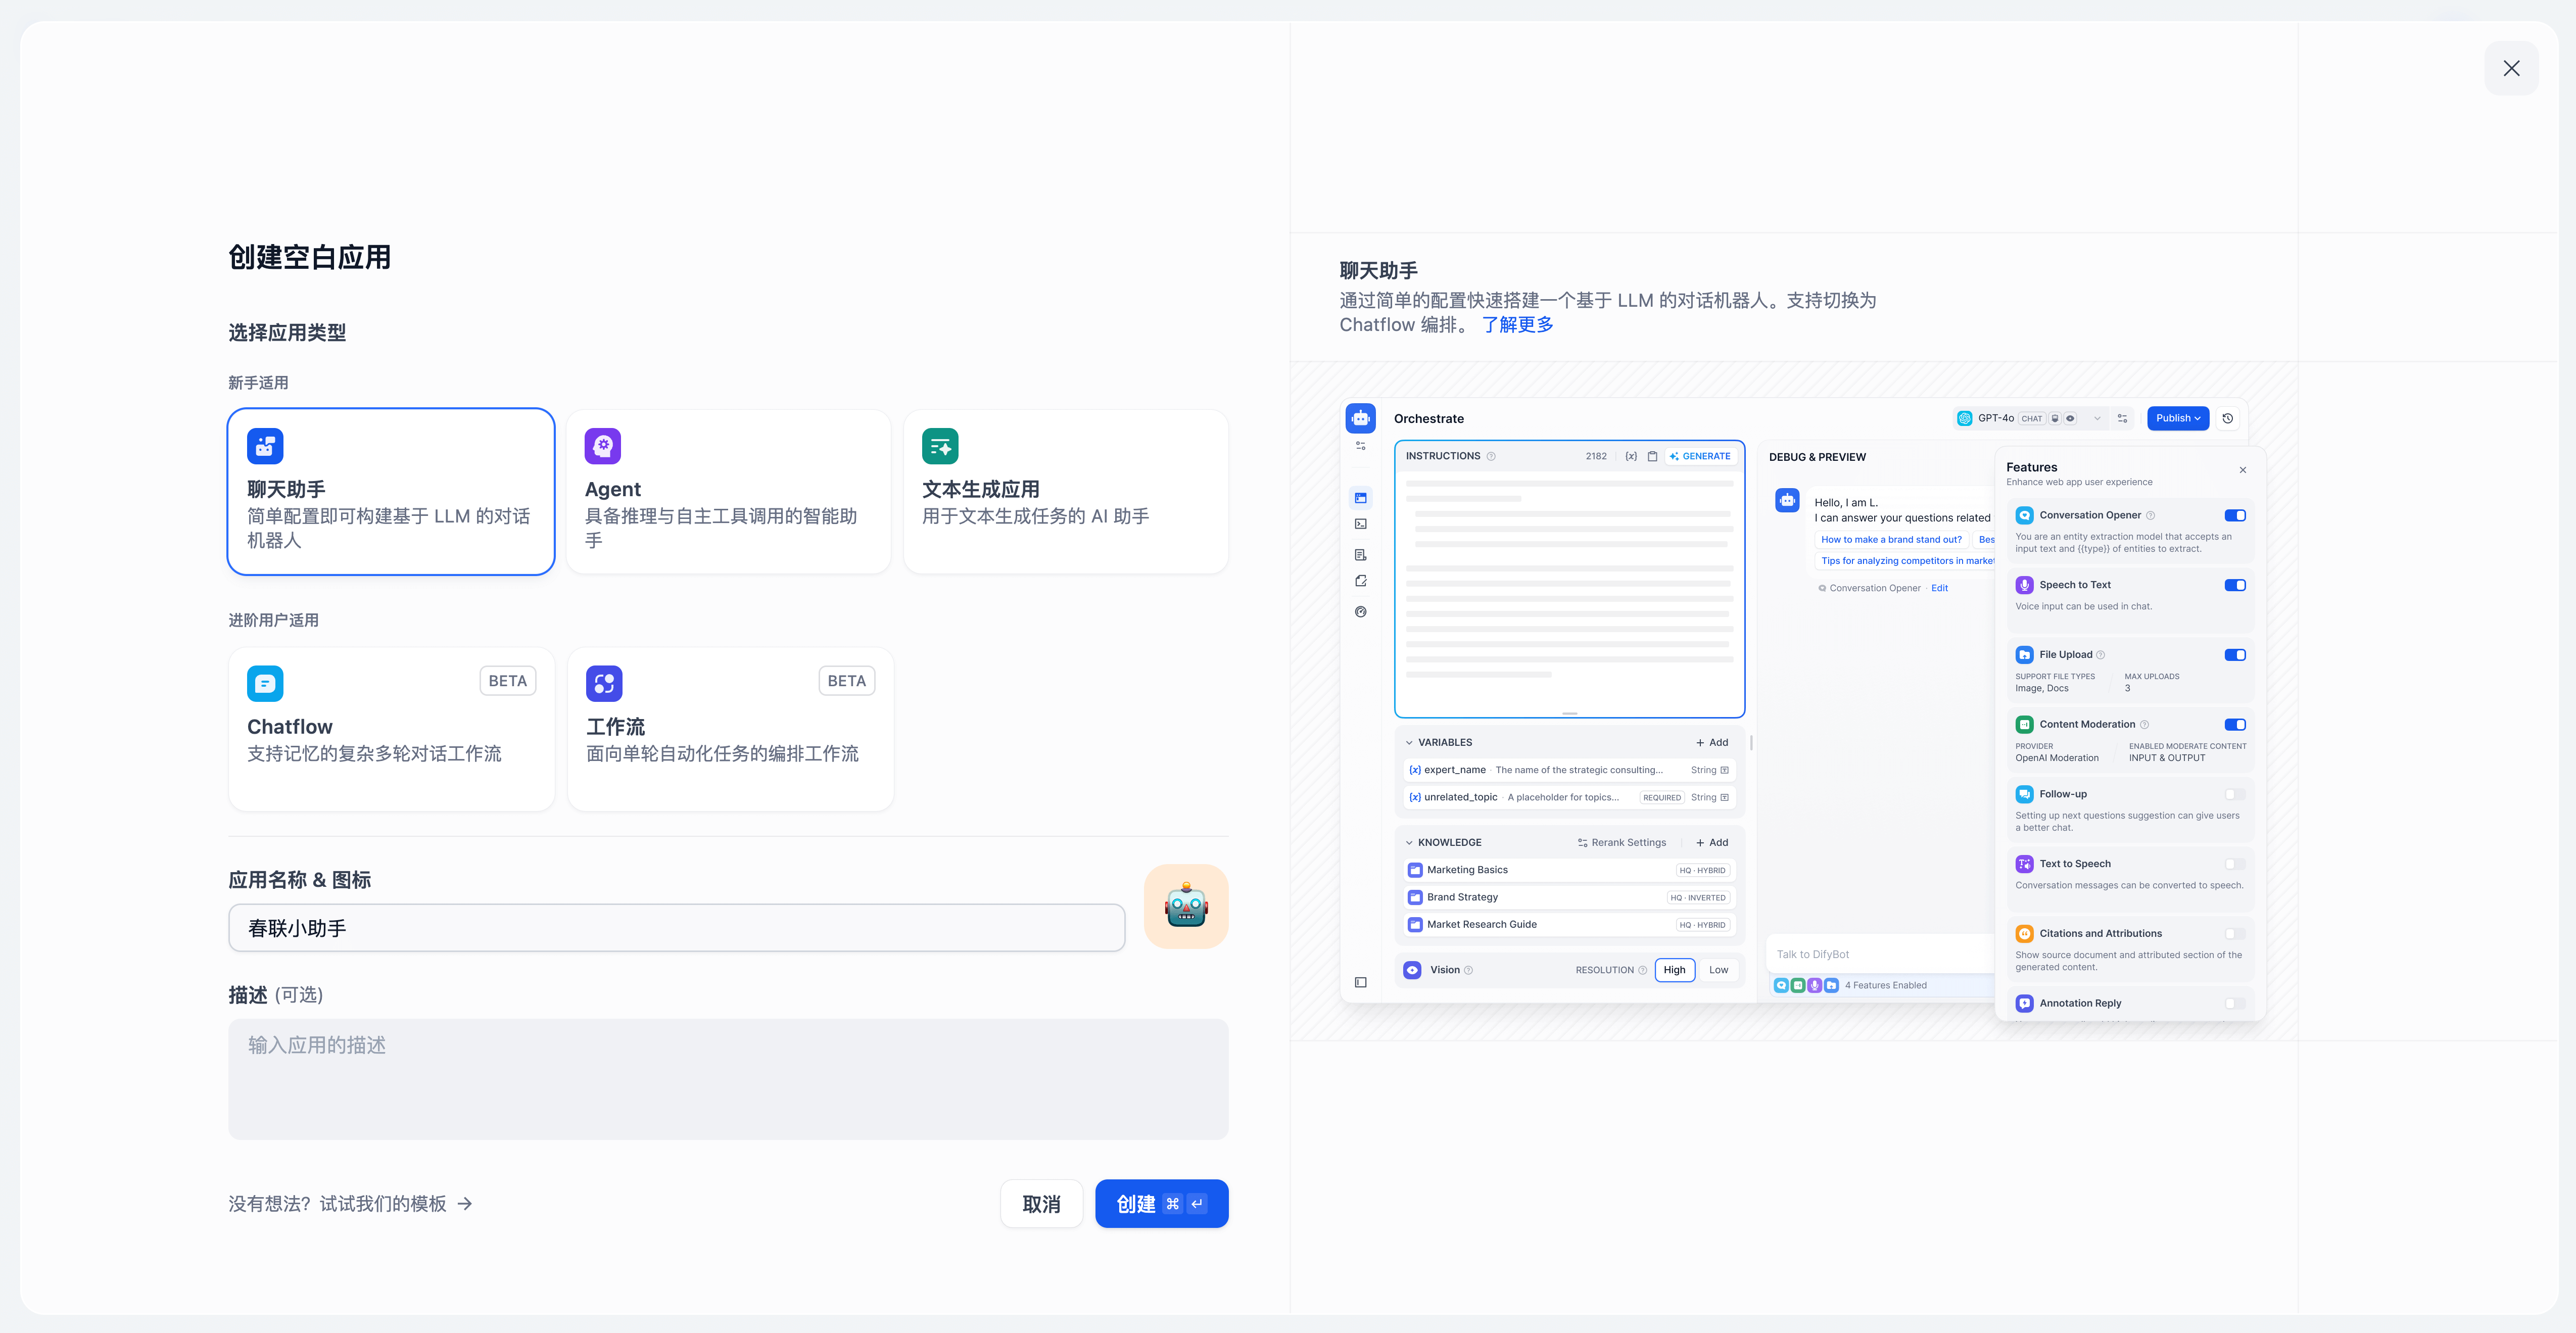 创建空白应用
选择应用类型
新手适用
聊天助手
简单配置即可构建基于 LLM 的对话
机器人
Agent
具备推理与自主工具调用的智能助
手
文本生成应用
用于文本生成任务的 AI 助手
进阶用户适用
BETA
Chatflow
支持记忆的复杂多轮对话工作流
BETA
工作流
面向单轮自动化任务的编排工作流
应用名称 & 图标
春联小助手
描述 (可选)
输入应用的描述
没有想法? 试试我们的模板 →
取消
创建 ⌘ ↵
聊天助手
通过简单的配置快速搭建一个基于 LLM 的对话机器人。支持切换为
Chatflow 编排。 了解更多
Orchestrate
GPT-4o CHAT
Publish
INSTRUCTIONS
2182 {x} GENERATE
VARIABLES
+ Add
{x} expert_name · The name of the strategic consulting... String
{x} unrelated_topic · A placeholder for topics... REQUIRED String
KNOWLEDGE
Rerank Settings + Add
Marketing Basics HQ · HYBRID
Brand Strategy HQ · INVERTED
Market Research Guide HQ · HYBRID
Vision RESOLUTION High Low
DEBUG & PREVIEW
Hello, I am L.
I can answer your questions related
How to make a brand stand out? Bes
Tips for analyzing competitors in market
Conversation Opener · Edit
Talk to DifyBot
4 Features Enabled
Features
Enhance web app user experience
Conversation Opener
You are an entity extraction model that accepts an
input text and {{type}} of entities to extract.
Speech to Text
Voice input can be used in chat.
File Upload
SUPPORT FILE TYPES MAX UPLOADS
Image, Docs 3
Content Moderation
PROVIDER ENABLED MODERATE CONTENT
OpenAI Moderation INPUT & OUTPUT
Follow-up
Setting up next questions suggestion can give users
a better chat.
Text to Speech
Conversation messages can be converted to speech.
Citations and Attributions
Show source document and attributed section of the
generated content.
Annotation Reply